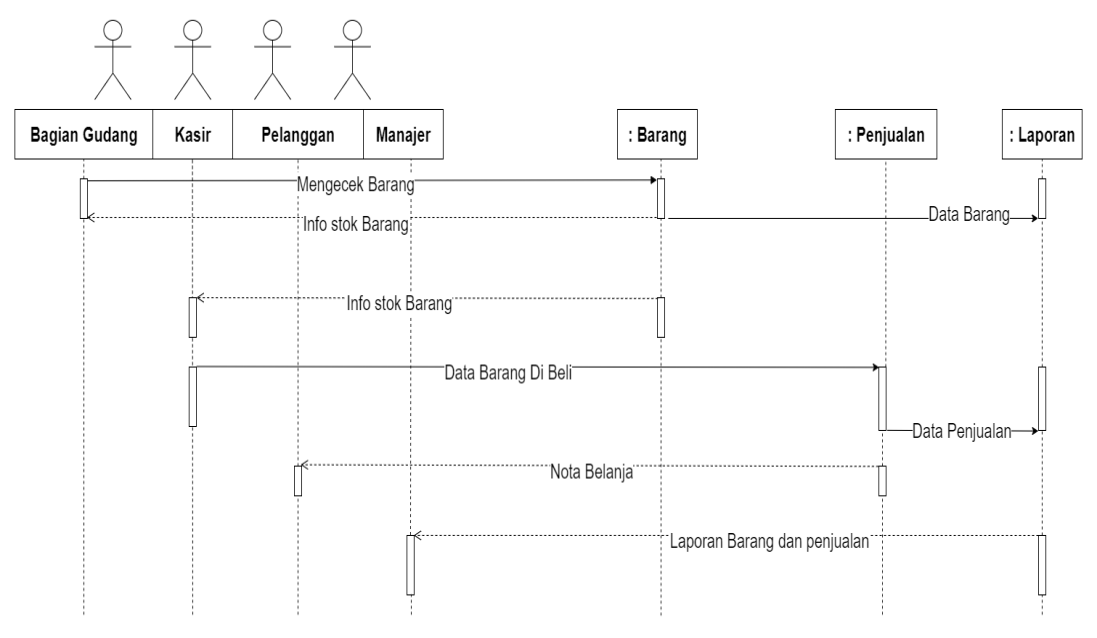 Bagian Gudang
Kasir
Pelanggan
Manajer
: Barang
: Penjualan
: Laporan
Mengecek Barang
Info stok Barang
Data Barang
Info stok Barang
Data Barang Di Beli
Data Penjualan
Nota Belanja
Laporan Barang dan penjualan